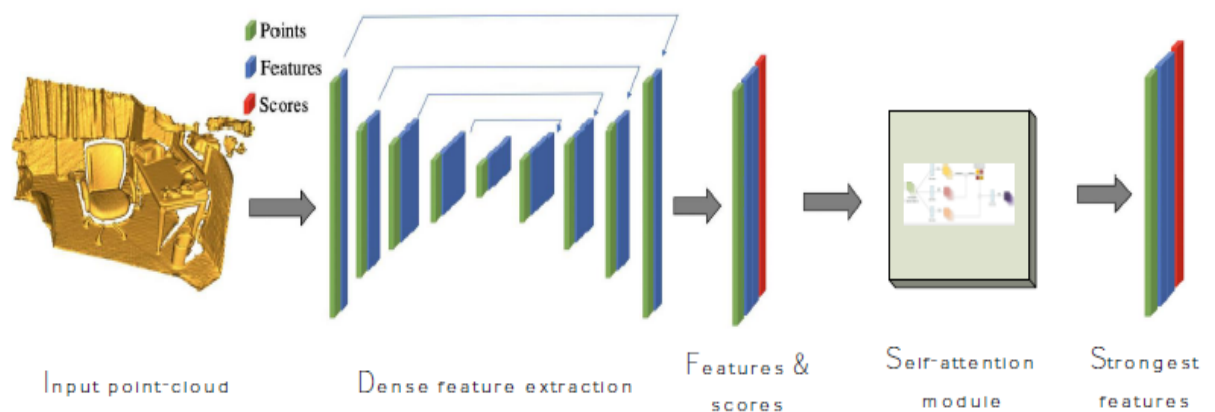 Points
Features
Scores
Input point-cloud
Dense feature extraction
Features &
scores
Self-attention
module
Strongest
features